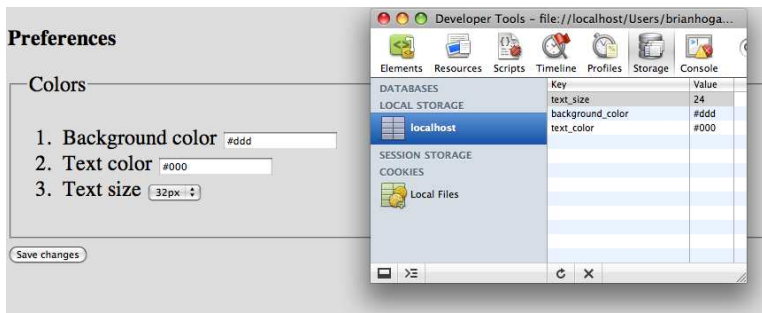 Preferences
Colors
1. Background color #ddd
2. Text color #000
3. Text size 32px
Save changes
Developer Tools - file://localhost/Users/brianhoga...
Elements Resources Scripts Timeline Profiles Storage Console
DATABASES
LOCAL STORAGE
localhost
SESSION STORAGE
COOKIES
Local Files
Key Value
text_size 24
background_color #ddd
text_color #000